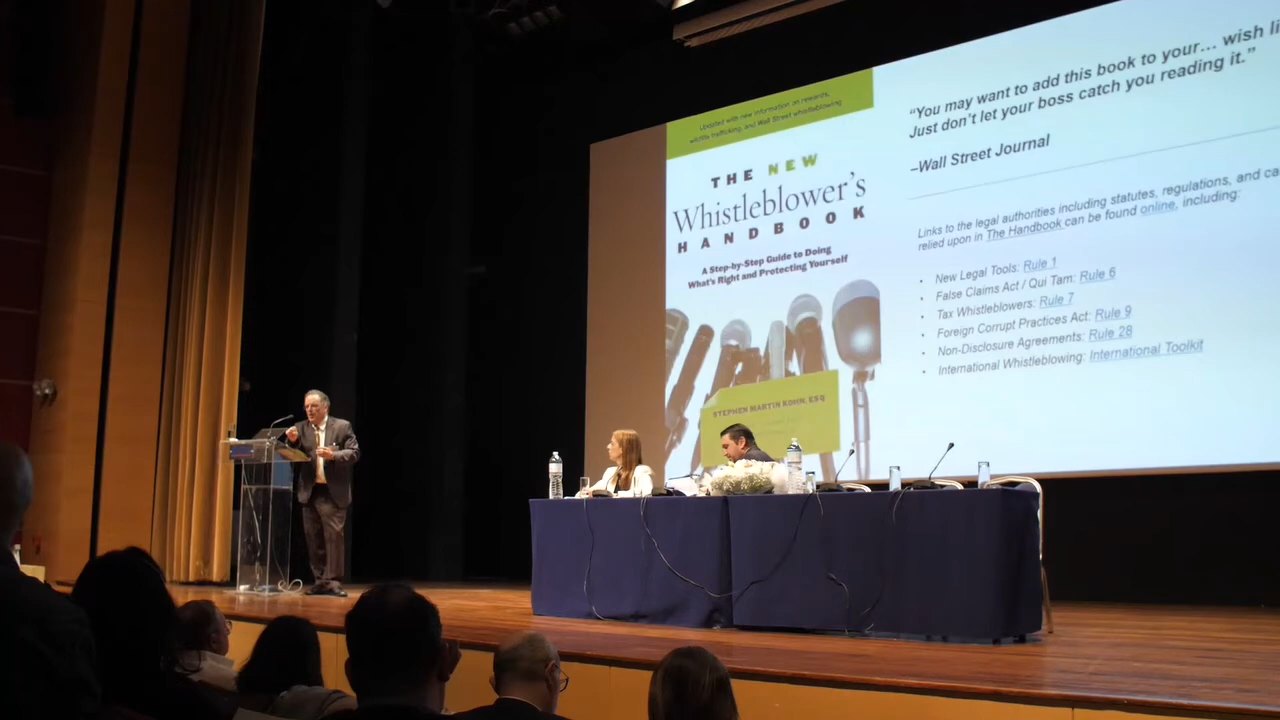 Updated with new information on rewards,
wildlife trafficking, and Wall Street whistleblowing
THE NEW
Whistleblower's
HANDBOOK
A Step-by-Step Guide to Doing
What's Right and Protecting Yourself
STEPHEN MARTIN KOHN, ESQ
“You may want to add this book to your… wish li
Just don’t let your boss catch you reading it.”
–Wall Street Journal
Links to the legal authorities including statutes, regulations, and ca
relied upon in The Handbook can be found online, including:
• New Legal Tools: Rule 1
• False Claims Act / Qui Tam: Rule 6
• Tax Whistleblowers: Rule 7
• Foreign Corrupt Practices Act: Rule 9
• Non-Disclosure Agreements: Rule 28
• International Whistleblowing: International Toolkit